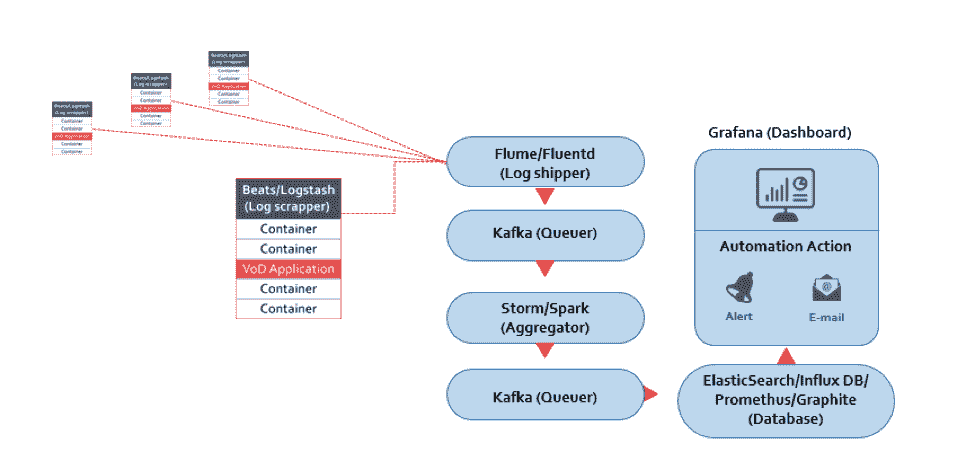 Beats/Logstash
(Log scrapper)
Container
Container
VoD Application
Container
Container
Beats/Logstash
(Log scrapper)
Container
Container
VoD Application
Container
Container
Beats/Logstash
(Log scrapper)
Container
Container
VoD Application
Container
Container
Beats/Logstash
(Log scrapper)
Container
Container
VoD Application
Container
Container
Flume/Fluentd
(Log shipper)
Kafka (Queuer)
Storm/Spark
(Aggregator)
Kafka (Queuer)
Grafana (Dashboard)
Automation Action
Alert
E-mail
ElasticSearch/Influx DB/
Promethus/Graphite
(Database)